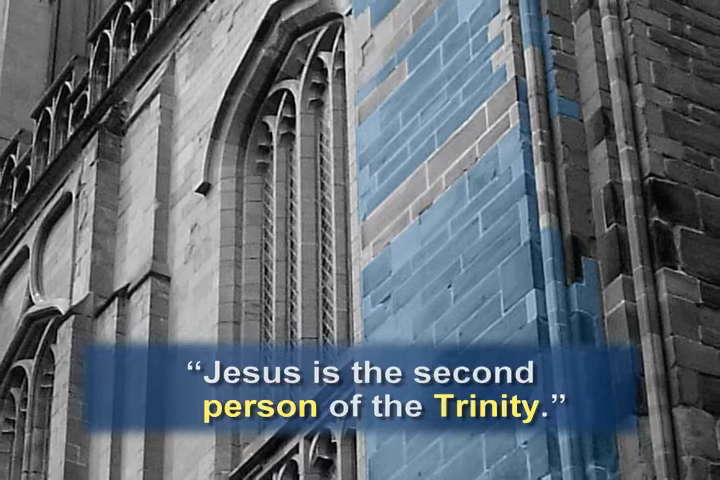 “Jesus is the second
person of the Trinity.”